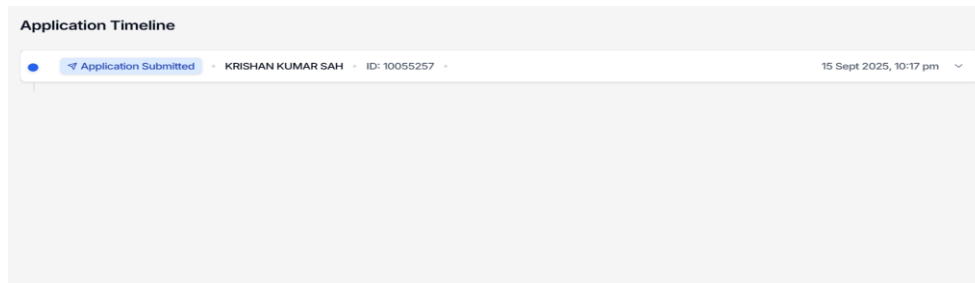 Application Timeline
Application Submitted • KRISHAN KUMAR SAH • ID: 10055257 • 15 Sept 2025, 10:17 pm